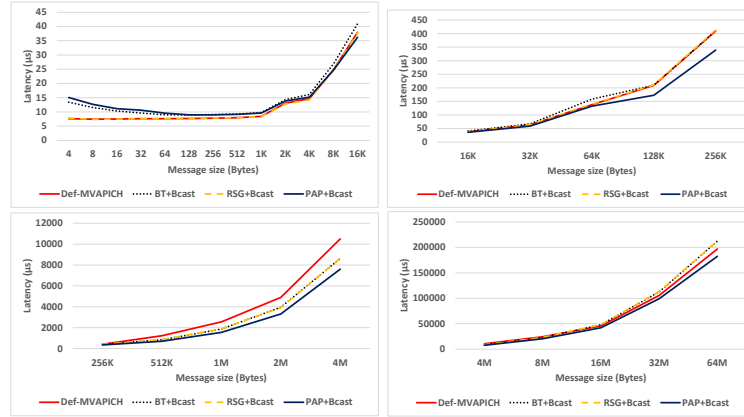 45
40
35
30
25
20
15
10
5
0
Latency (µs)
4 8 16 32 64 128 256 512 1K 2K 4K 8K 16K
Message size (Bytes)
Def-MVAPICH BT+Bcast RSG+Bcast PAP+Bcast
450
400
350
300
250
200
150
100
50
0
Latency (µs)
16K 32K 64K 128K 256K
Message size (Bytes)
Def-MVAPICH BT+Bcast RSG+Bcast PAP+Bcast
12000
10000
8000
6000
4000
2000
0
Latency (µs)
256K 512K 1M 2M 4M
Message size (Bytes)
Def-MVAPICH BT+Bcast RSG+Bcast PAP+Bcast
250000
200000
150000
100000
50000
0
Latency (µs)
4M 8M 16M 32M 64M
Message size (Bytes)
Def-MVAPICH BT+Bcast RSG+Bcast PAP+Bcast